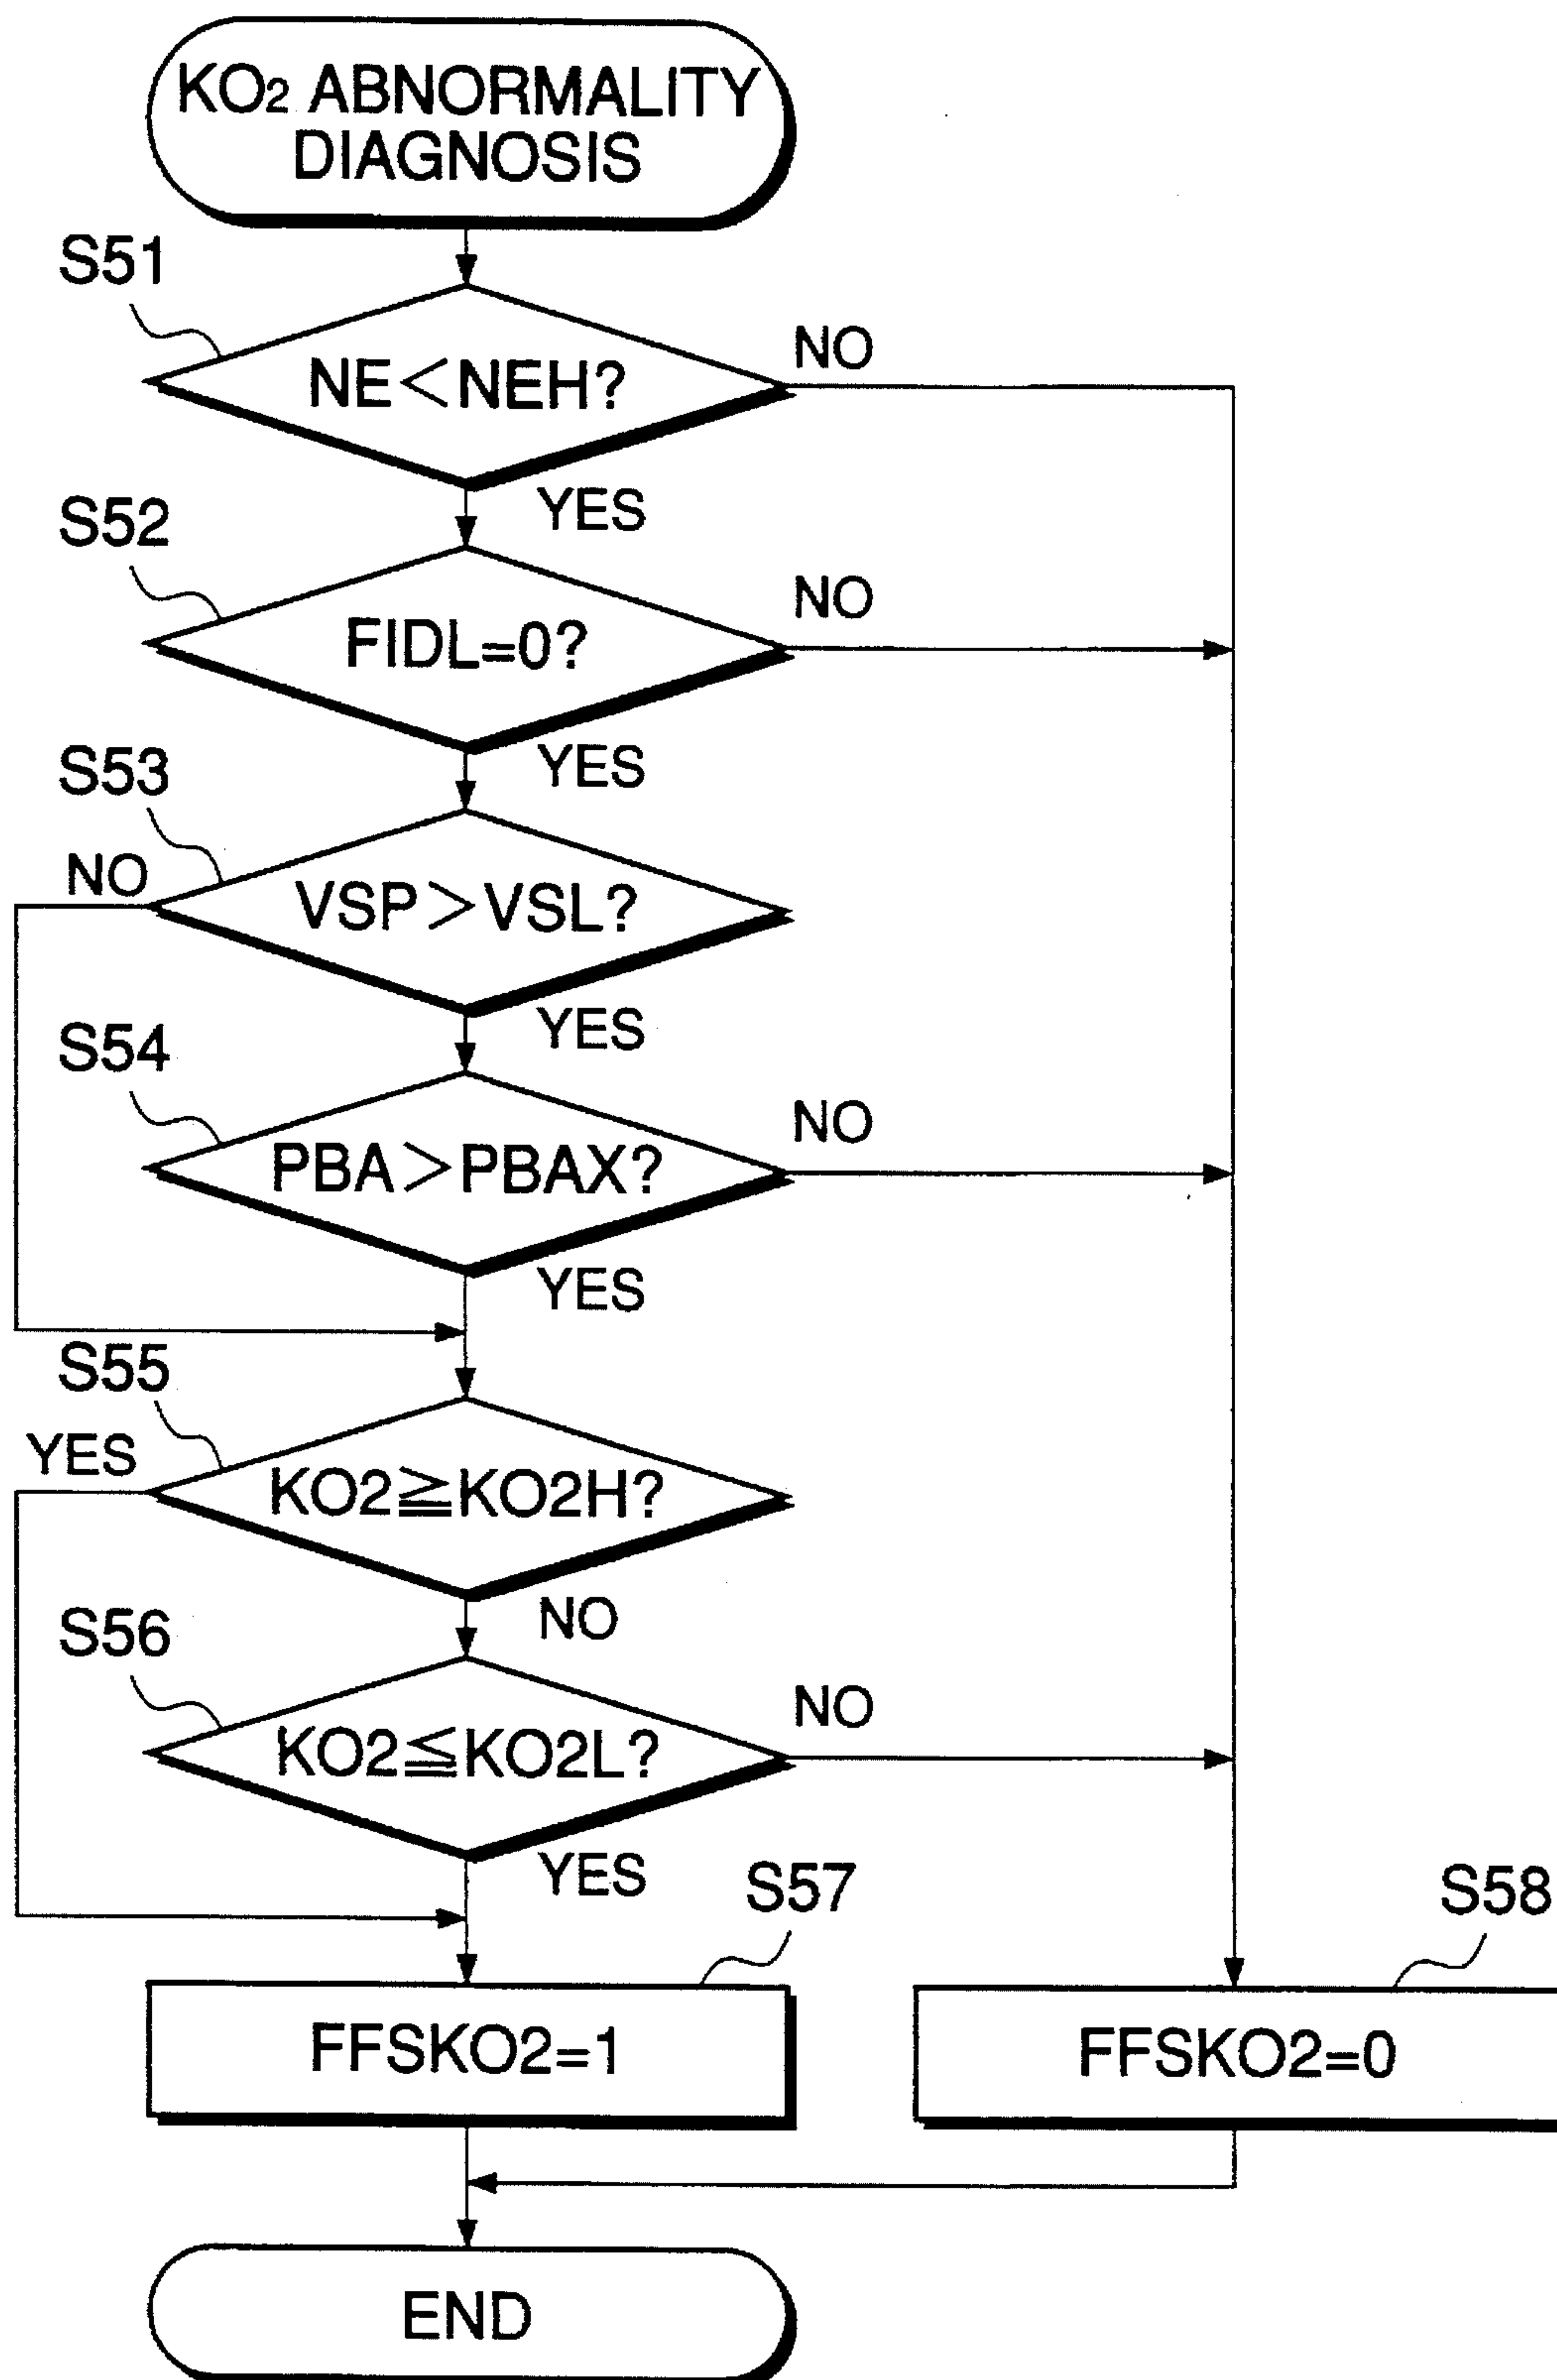 KO2 ABNORMALITY
DIAGNOSIS
S51
NE<NEH?
NO
YES
S52
FIDL=0?
NO
YES
S53
NO
VSP>VSL?
YES
S54
PBA>PBAX?
NO
YES
S55
YES
KO2≧KO2H?
NO
S56
KO2≦KO2L?
NO
YES
S57
S58
FFSKO2=1
FFSKO2=0
END